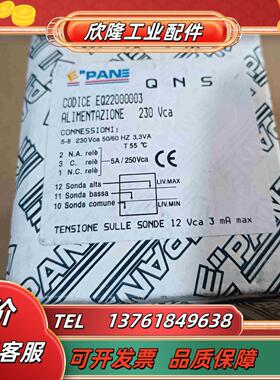 欣隆工业配件
E"PANE
QNS
CODICE EQ22000003
ALIMENTAZIONE 230 Vca
CONNESSIONI:
5-8 230Vca 50/60 HZ 3,3VA
T 55 °C
2 N.A. relè
3 C. relè
5A / 250Vca
1 N.C. relè
CE
12 Sonda alta
LIV.MAX
11 Sonda bassa
10 Sonda comune
LIV.MIN
TENSIONE SULLE SONDE 12 Vca 3 mA max
PANE
价
客服
TEL 13761849638
可开发票 品质保障